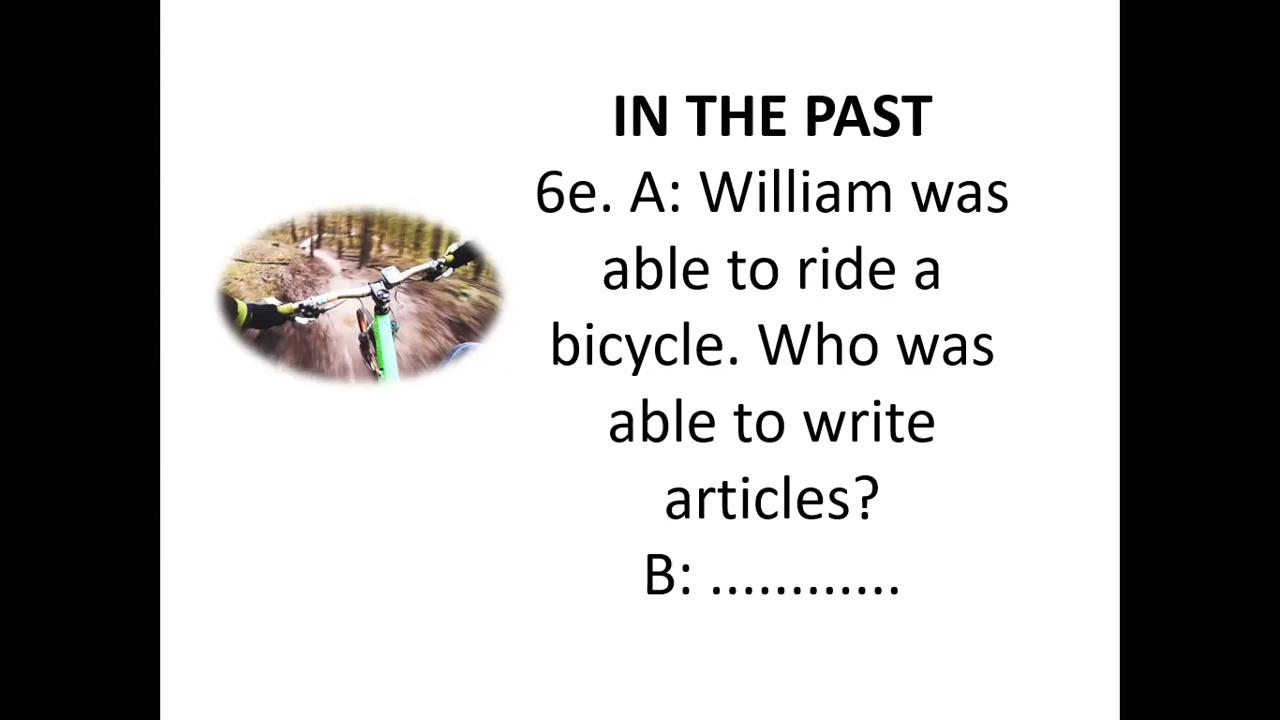 IN THE PAST
6e. A: William was
able to ride a
bicycle. Who was
able to write
articles?
B: ............